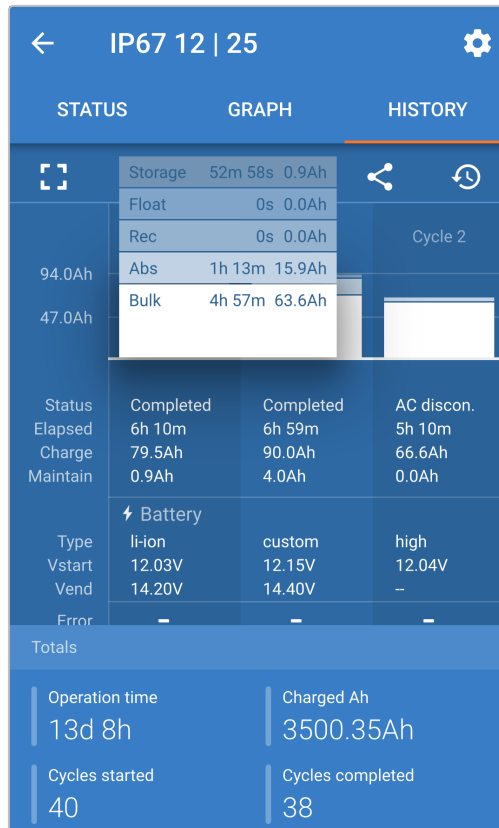 IP67 12 | 25
STATUS GRAPH HISTORY
Storage 52m 58s 0.9Ah
Float 0s 0.0Ah
Rec 0s 0.0Ah
Abs 1h 13m 15.9Ah
Bulk 4h 57m 63.6Ah
Cycle 2
94.0Ah
47.0Ah
Status Completed Completed AC discon.
Elapsed 6h 10m 6h 59m 5h 10m
Charge 79.5Ah 90.0Ah 66.6Ah
Maintain 0.9Ah 4.0Ah 0.0Ah
Battery
Type li-ion custom high
Vstart 12.03V 12.15V 12.04V
Vend 14.20V 14.40V --
Error - - -
Totals
Operation time Charged Ah
13d 8h 3500.35Ah
Cycles started Cycles completed
40 38